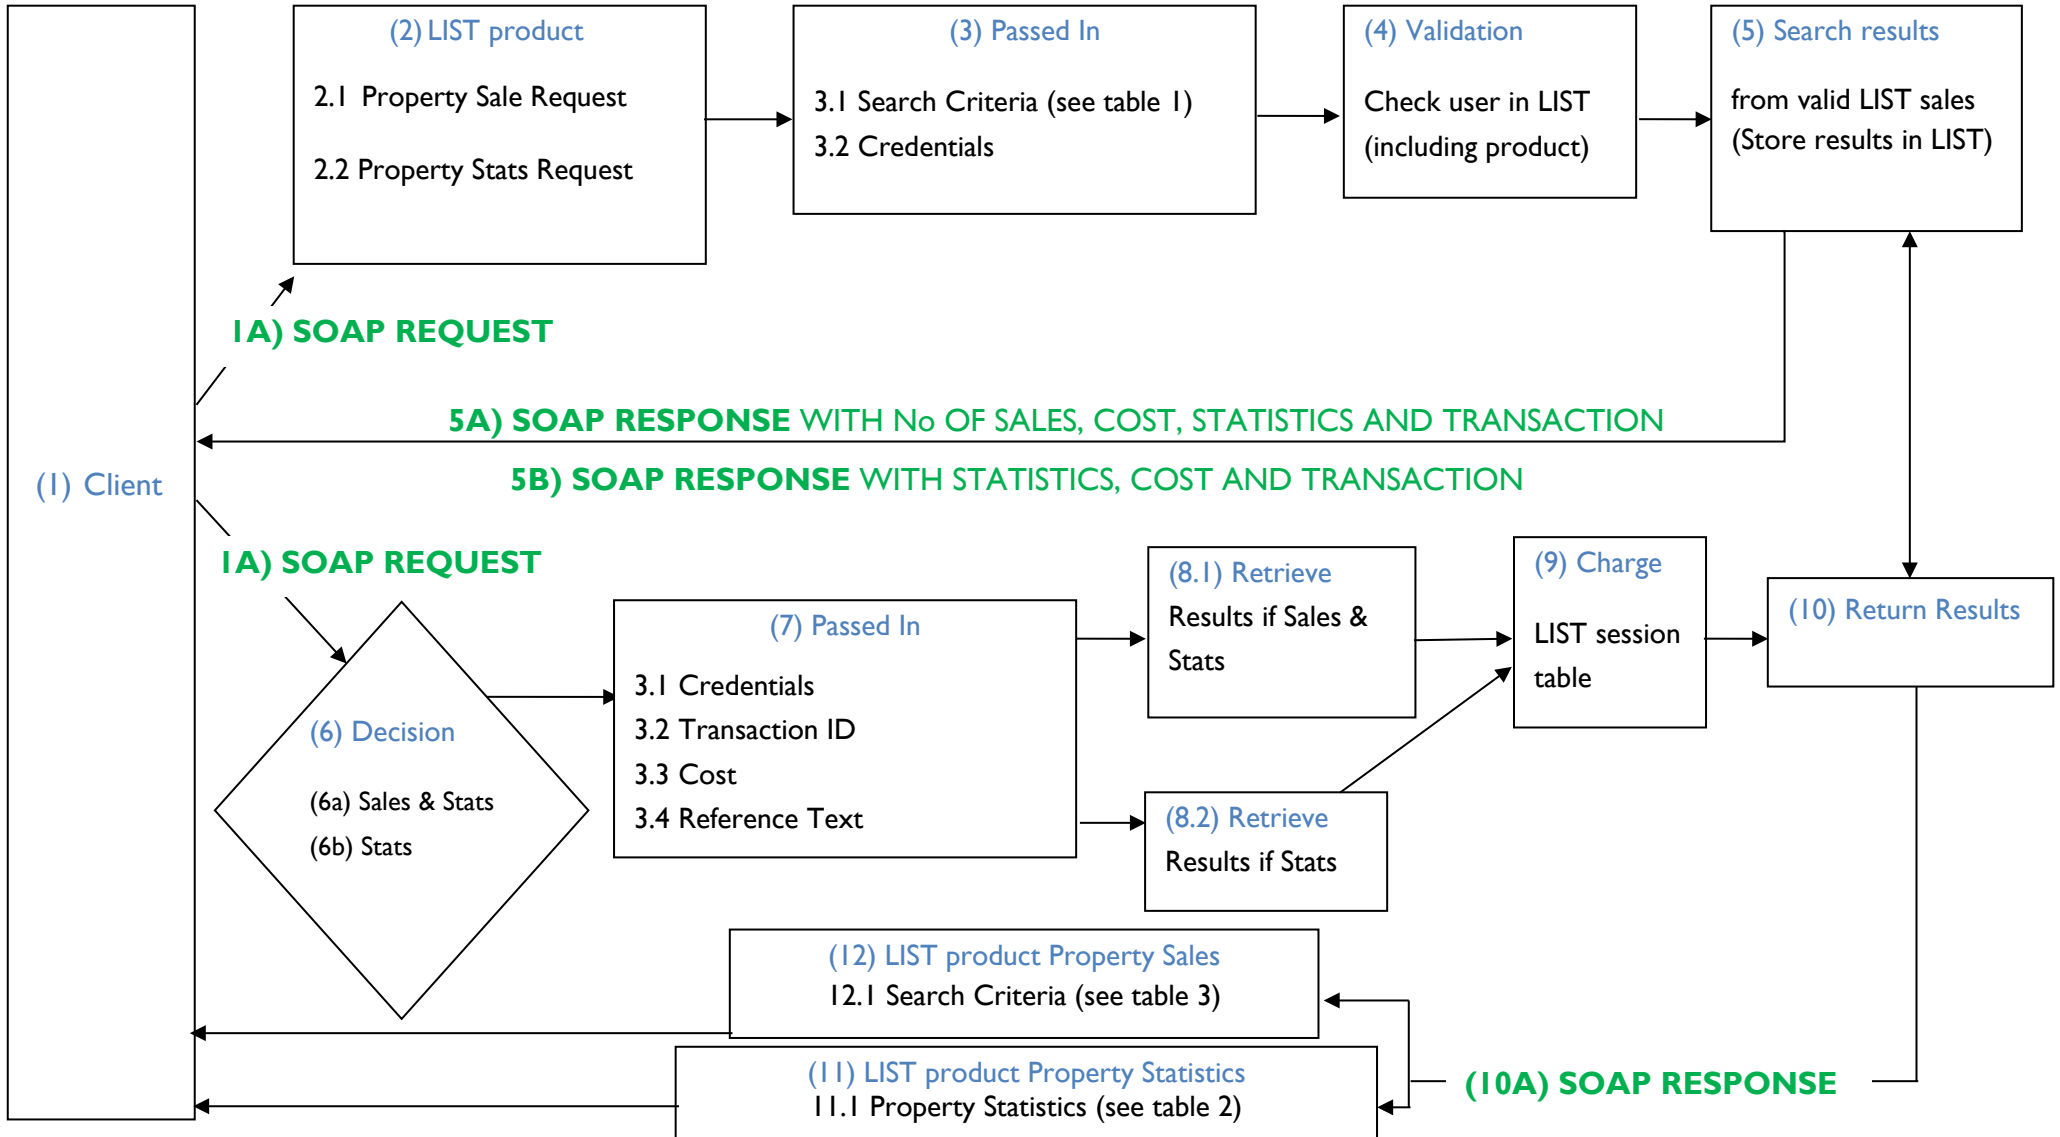 (2) LIST product
2.1 Property Sale Request
2.2 Property Stats Request
(3) Passed In
3.1 Search Criteria (see table 1)
3.2 Credentials
(4) Validation
Check user in LIST
(including product)
(5) Search results
from valid LIST sales
(Store results in LIST)
1A) SOAP REQUEST
5A) SOAP RESPONSE WITH No OF SALES, COST, STATISTICS AND TRANSACTION
(1) Client
5B) SOAP RESPONSE WITH STATISTICS, COST AND TRANSACTION
1A) SOAP REQUEST
(6) Decision
(6a) Sales & Stats
(6b) Stats
(7) Passed In
3.1 Credentials
3.2 Transaction ID
3.3 Cost
3.4 Reference Text
(8.1) Retrieve
Results if Sales &
Stats
(8.2) Retrieve
Results if Stats
(9) Charge
LIST session
table
(10) Return Results
(12) LIST product Property Sales
12.1 Search Criteria (see table 3)
(11) LIST product Property Statistics
11.1 Property Statistics (see table 2)
(10A) SOAP RESPONSE